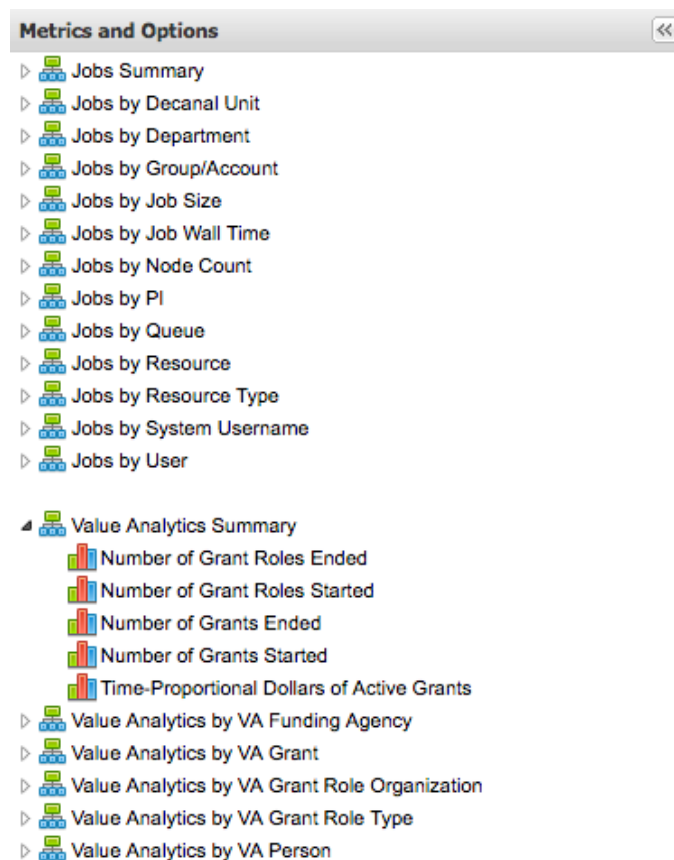 Metrics and Options
Jobs Summary
Jobs by Decanal Unit
Jobs by Department
Jobs by Group/Account
Jobs by Job Size
Jobs by Job Wall Time
Jobs by Node Count
Jobs by PI
Jobs by Queue
Jobs by Resource
Jobs by Resource Type
Jobs by System Username
Jobs by User
Value Analytics Summary
Number of Grant Roles Ended
Number of Grant Roles Started
Number of Grants Ended
Number of Grants Started
Time-Proportional Dollars of Active Grants
Value Analytics by VA Funding Agency
Value Analytics by VA Grant
Value Analytics by VA Grant Role Organization
Value Analytics by VA Grant Role Type
Value Analytics by VA Person